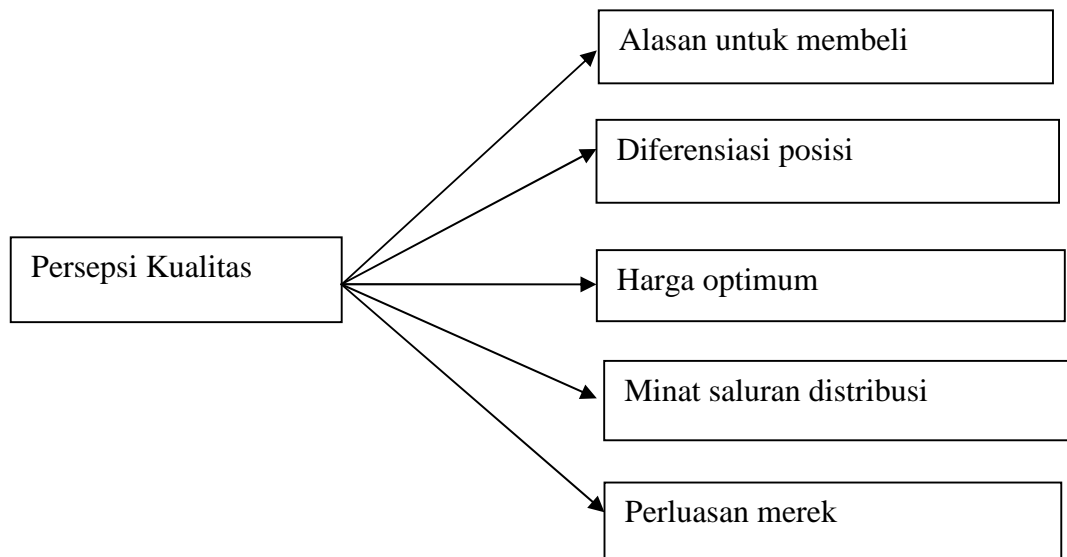 Alasan untuk membeli
Diferensiasi posisi
Persepsi Kualitas
Harga optimum
Minat saluran distribusi
Perluasan merek